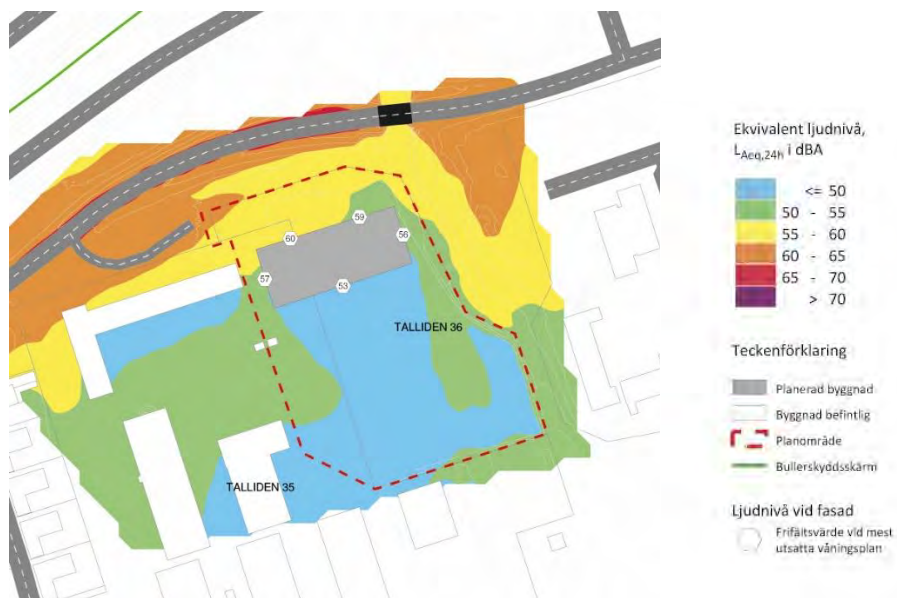 Ekvivalent ljudnivå,
LAeq,24h i dBA
<= 50
50 - 55
55 - 60
60 - 65
65 - 70
> 70
Teckenförklaring
Planerad byggnad
Byggnad befintlig
Planområde
Bullerskyddsskärm
Ljudnivå vid fasad
Frifältsvärde vid mest
utsatta våningsplan
59
60
56
57
53
TALLIDEN 36
TALLIDEN 35